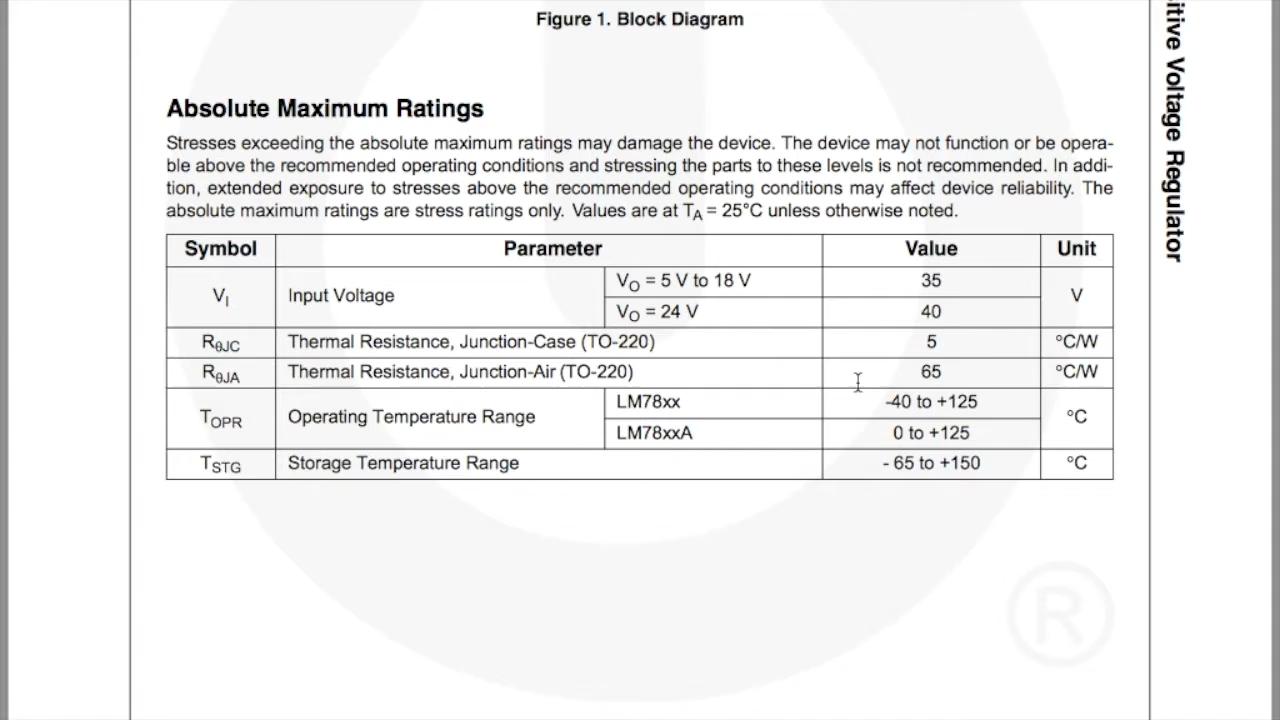 Figure 1. Block Diagram
Absolute Maximum Ratings
Stresses exceeding the absolute maximum ratings may damage the device. The device may not function or be opera-
ble above the recommended operating conditions and stressing the parts to these levels is not recommended. In addi-
tion, extended exposure to stresses above the recommended operating conditions may affect device reliability. The
absolute maximum ratings are stress ratings only. Values are at TA = 25°C unless otherwise noted.
Symbol Parameter Value Unit
VI Input Voltage VO = 5 V to 18 V 35 V
VO = 24 V 40
RθJC Thermal Resistance, Junction-Case (TO-220) 5 °C/W
RθJA Thermal Resistance, Junction-Air (TO-220) 65 °C/W
TOPR Operating Temperature Range LM78xx -40 to +125 °C
LM78xxA 0 to +125
TSTG Storage Temperature Range - 65 to +150 °C
Voltage Regulator
®